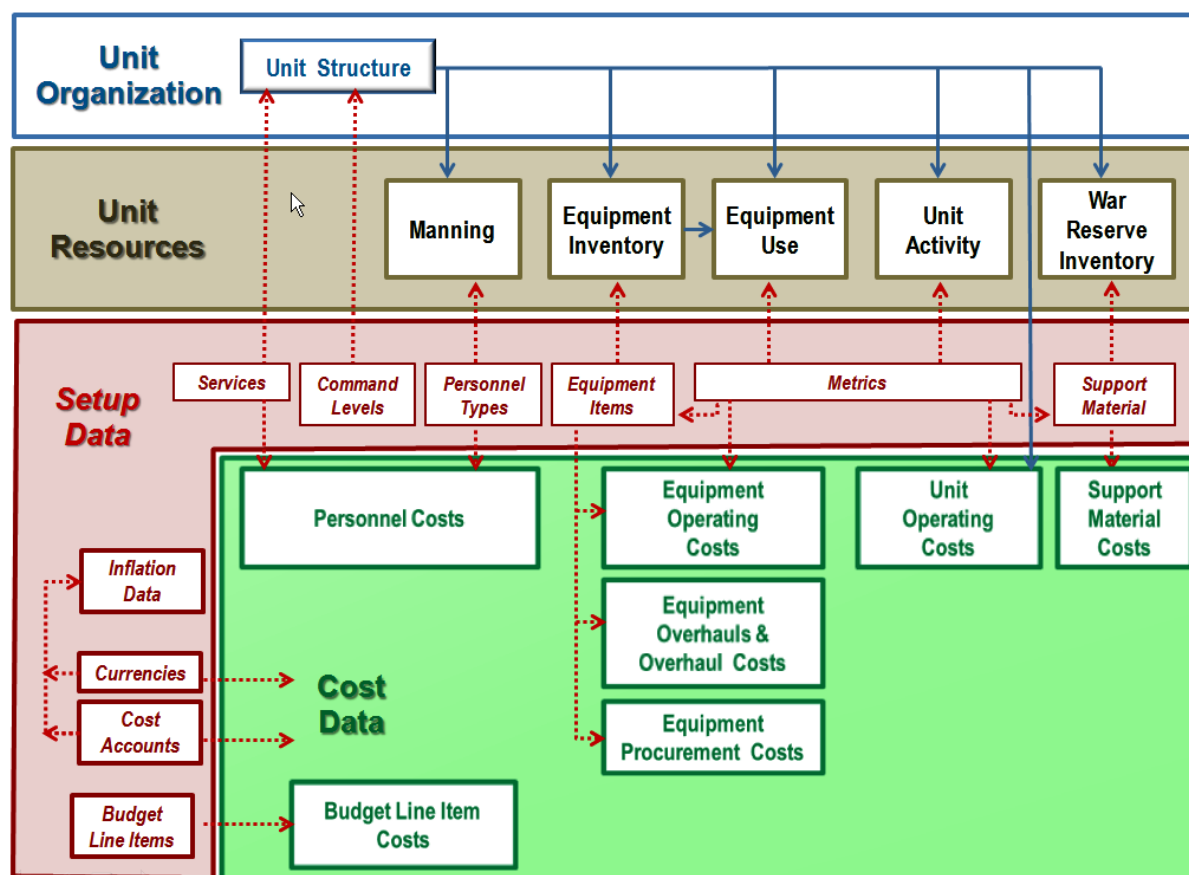 Unit
Organization
Unit Structure
Unit
Resources
Manning
Equipment
Inventory
Equipment
Use
Unit
Activity
War
Reserve
Inventory
Setup
Data
Services
Command
Levels
Personnel
Types
Equipment
Items
Metrics
Support
Material
Personnel Costs
Equipment
Operating
Costs
Unit
Operating
Costs
Support
Material
Costs
Inflation
Data
Equipment
Overhauls &
Overhaul Costs
Currencies
Cost
Accounts
Cost
Data
Equipment
Procurement Costs
Budget
Line Items
Budget Line Item
Costs